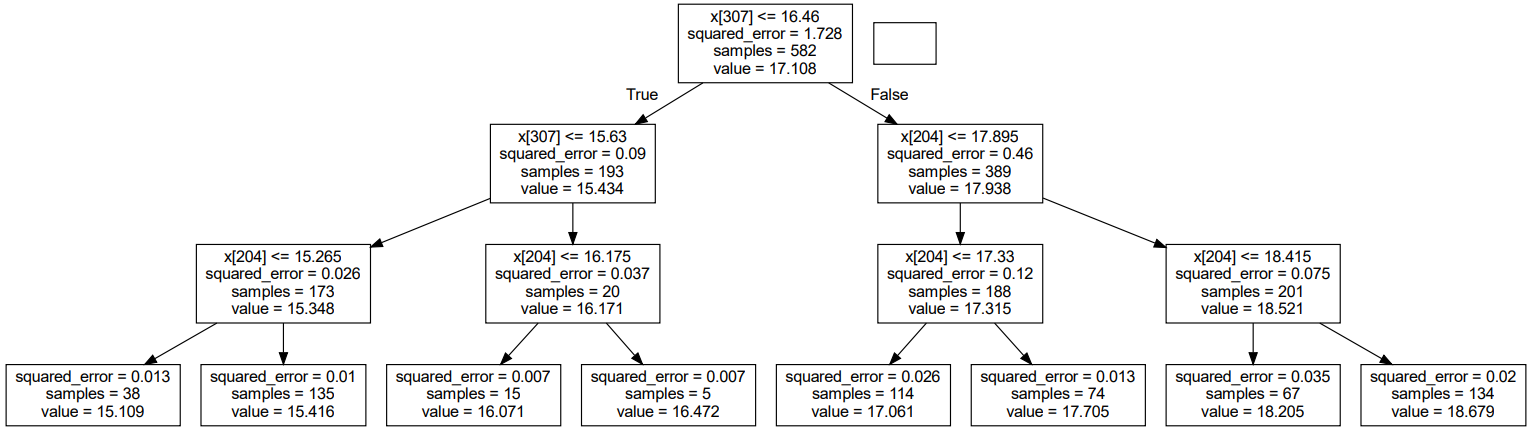 x[307] <= 16.46
squared_error = 1.728
samples = 582
value = 17.108
True
False
x[307] <= 15.63
squared_error = 0.09
samples = 193
value = 15.434
x[204] <= 17.895
squared_error = 0.46
samples = 389
value = 17.938
x[204] <= 15.265
squared_error = 0.026
samples = 173
value = 15.348
x[204] <= 16.175
squared_error = 0.037
samples = 20
value = 16.171
x[204] <= 17.33
squared_error = 0.12
samples = 188
value = 17.315
x[204] <= 18.415
squared_error = 0.075
samples = 201
value = 18.521
squared_error = 0.013
samples = 38
value = 15.109
squared_error = 0.01
samples = 135
value = 15.416
squared_error = 0.007
samples = 15
value = 16.071
squared_error = 0.007
samples = 5
value = 16.472
squared_error = 0.026
samples = 114
value = 17.061
squared_error = 0.013
samples = 74
value = 17.705
squared_error = 0.035
samples = 67
value = 18.205
squared_error = 0.02
samples = 134
value = 18.679